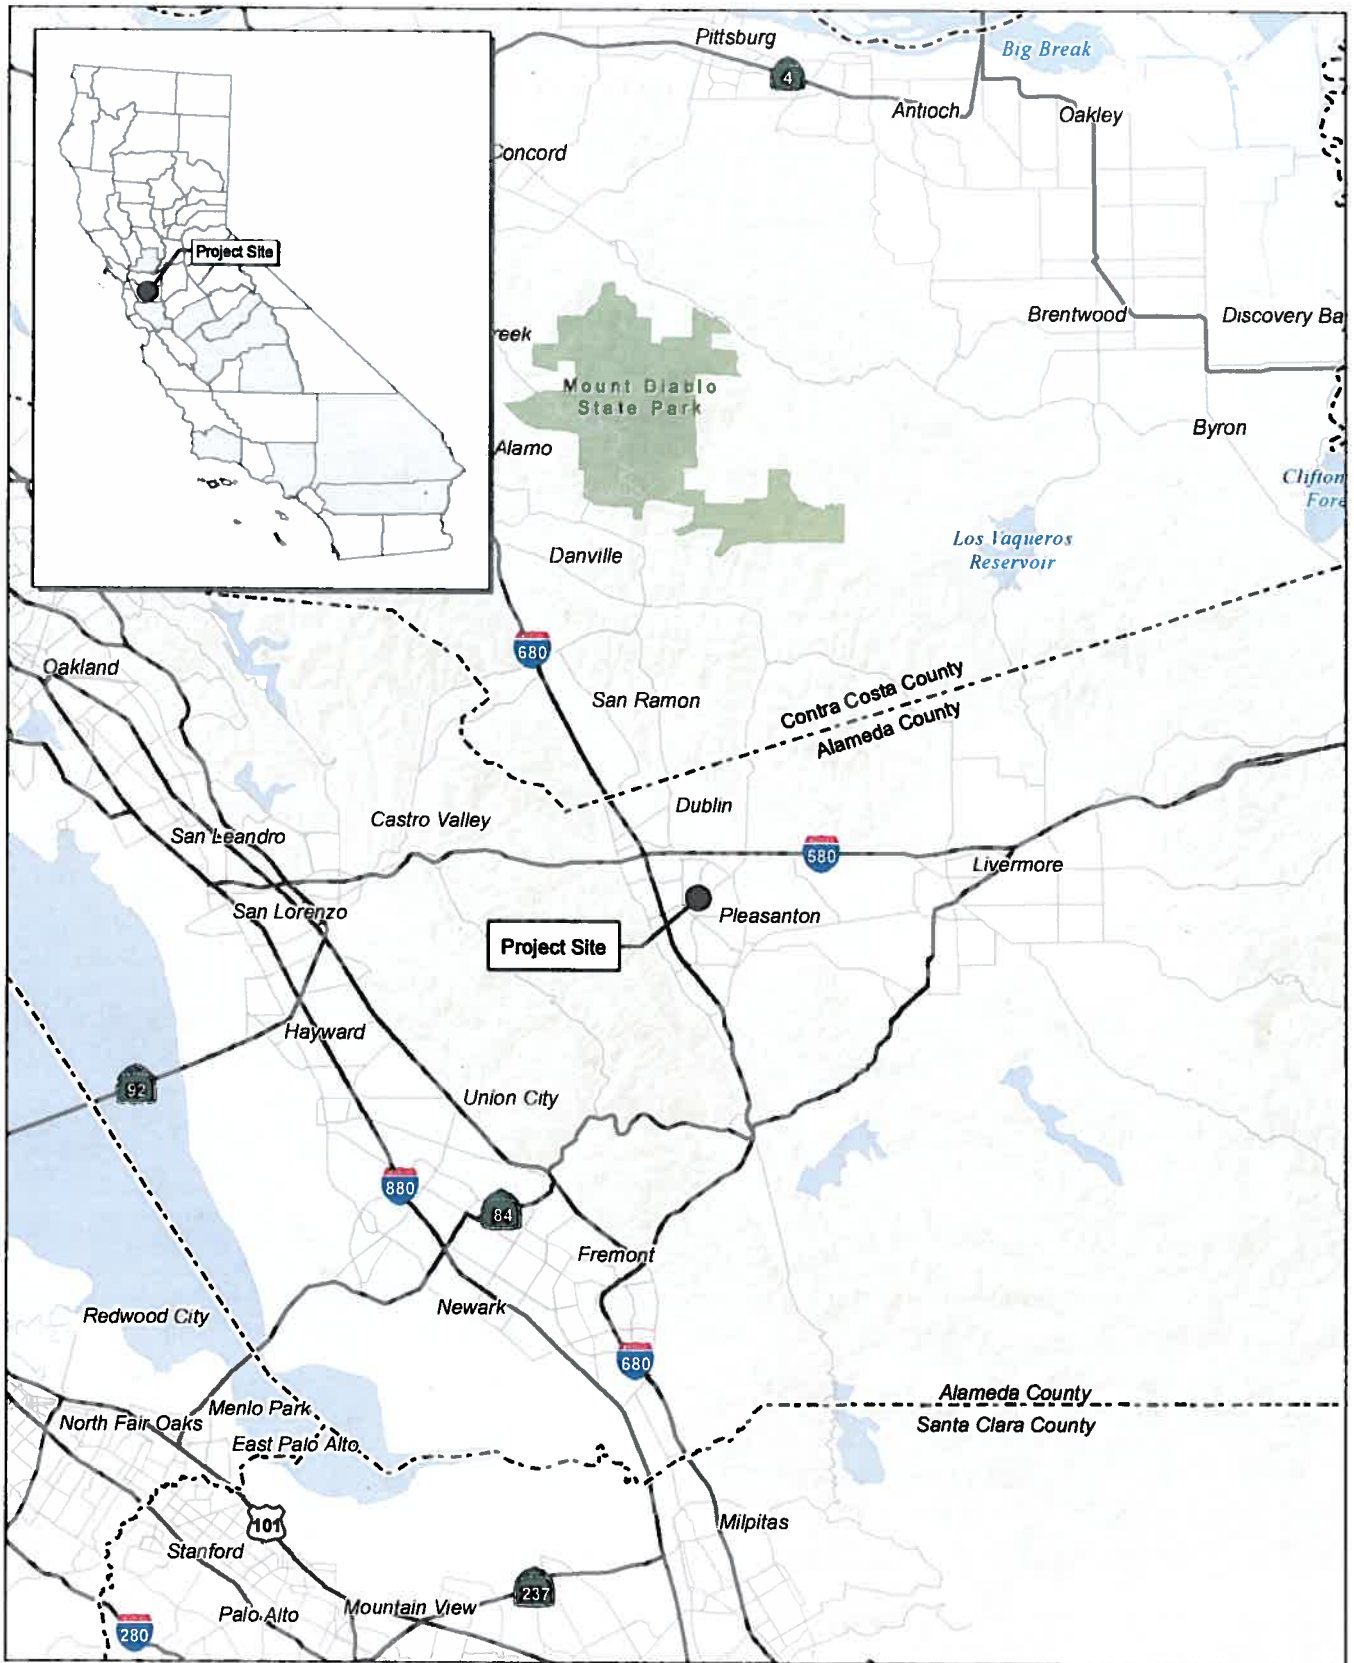 Pittsburg
Big Break
4
Antioch
Oakley
Concord
Project Site
Brentwood
Discovery Ba
reek
Mount Diablo
State Park
Byron
Alamo
Clifton
Fore
Los Vaqueros
Reservoir
Danville
680
Oakland
San Ramon
Contra Costa County
Alameda County
Dublin
Castro Valley
San Leandro
580
Livermore
San Lorenzo
Pleasanton
Project Site
Hayward
92
Union City
880
84
Fremont
Newark
Redwood City
680
Alameda County
Santa Clara County
Menlo Park
North Fair Oaks
East Palo Alto
101
Milpitas
Stanford
237
Palo Alto
Mountain View
280